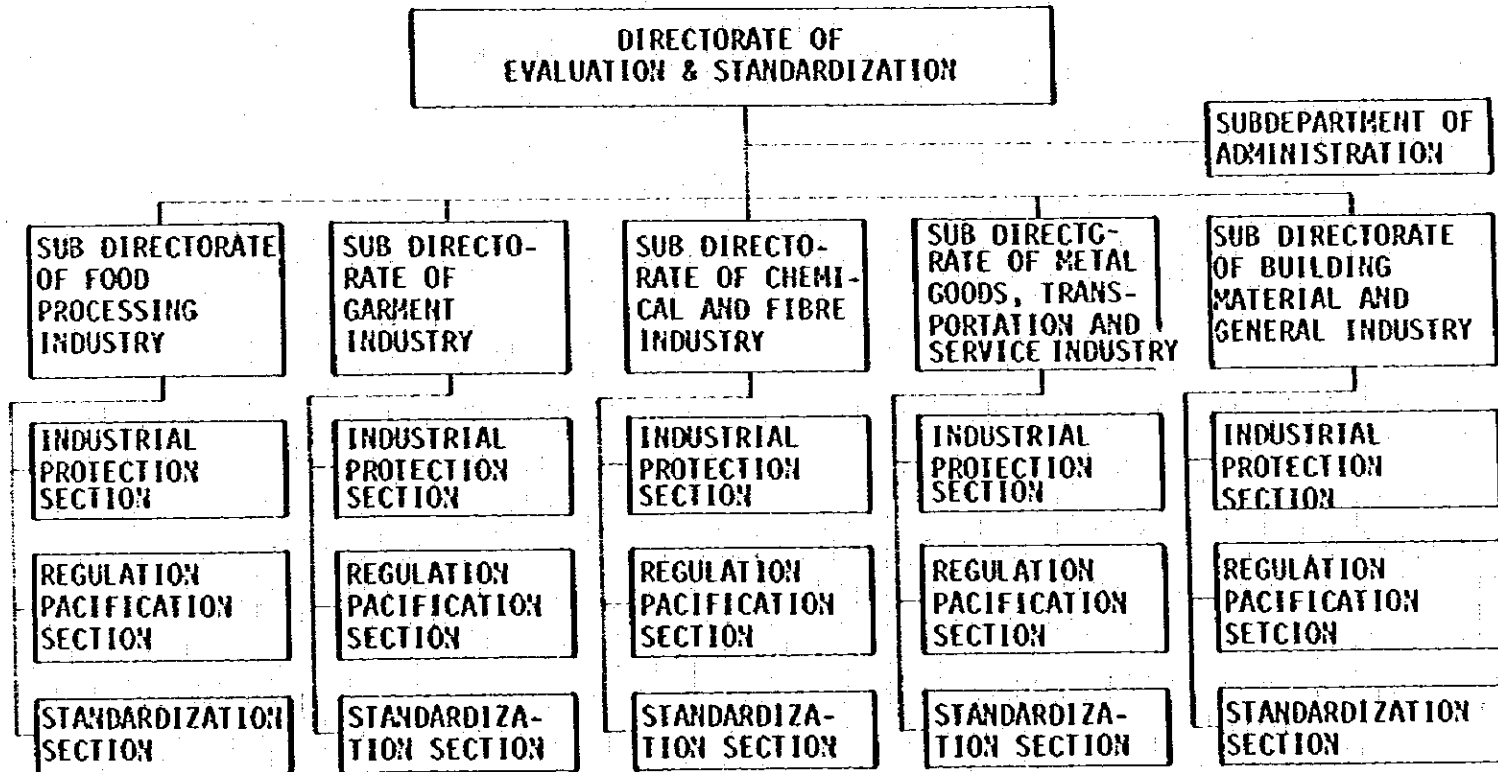 DIRECTORATE OF
EVALUATION & STANDARDIZATION
SUBDEPARTMENT OF
ADMINISTRATION
SUB DIRECTORATE
OF FOOD
PROCESSING
INDUSTRY
SUB DIRECTO-
RATE OF
GARMENT
INDUSTRY
SUB DIRECTO-
RATE OF CHEMI-
CAL AND FIBRE
INDUSTRY
SUB DIRECTO-
RATE OF METAL
GOODS, TRANS-
PORTATION AND
SERVICE INDUSTRY
SUB DIRECTORATE
OF BUILDING
MATERIAL AND
GENERAL INDUSTRY
INDUSTRIAL
PROTECTION
SECTION
INDUSTRIAL
PROTECTION
SECTION
INDUSTRIAL
PROTECTION
SECTION
INDUSTRIAL
PROTECTION
SECTION
INDUSTRIAL
PROTECTION
SECTION
REGULATION
PACIFICATION
SECTION
REGULATION
PACIFICATION
SECTION
REGULATION
PACIFICATION
SECTION
REGULATION
PACIFICATION
SECTION
REGULATION
PACIFICATION
SETCION
STANDARDIZATION
SECTION
STANDARDIZA-
TION SECTION
STANDARDIZA-
TION SECTION
STANDARDIZA-
TION SECTION
STANDARDIZATION
SECTION